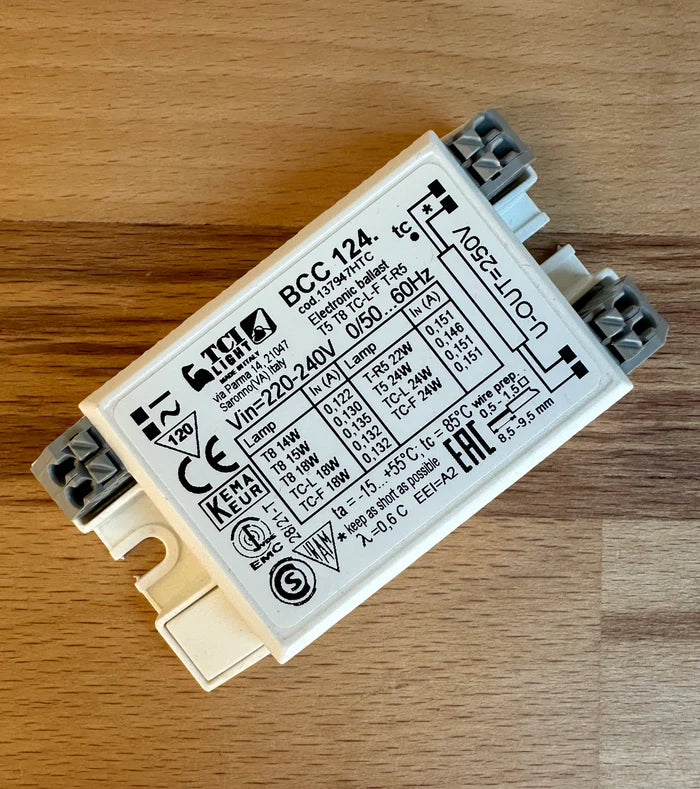 TCI
LIGHT
MADE IN ITALY
via Parma 14, 21047
Saronno(VA) Italy
BCC 124.
cod.137947HTC
Electronic ballast
T5 T8 TC-L-F T-R5
Vin=220-240V 0/50...60Hz
tc
*
U-OUT=250V
~
120
CE
KEMA
EUR
EMC
28/21-T
S
Lamp IN (A)
T8 14W 0,122
T8 15W 0,130
T8 18W 0,135
TC-L 18W 0,132
TC-F 18W 0,132
Lamp IN (A)
T-R5 22W 0,151
T5 24W 0,146
TC-L 24W 0,151
TC-F 24W 0,151
ta = -15...+55°C, tc = 85°C
* keep as short as possible
λ=0.6 C EEI=A2
EAC
wire prep.
0.5 - 1.5
8.5-9.5 mm